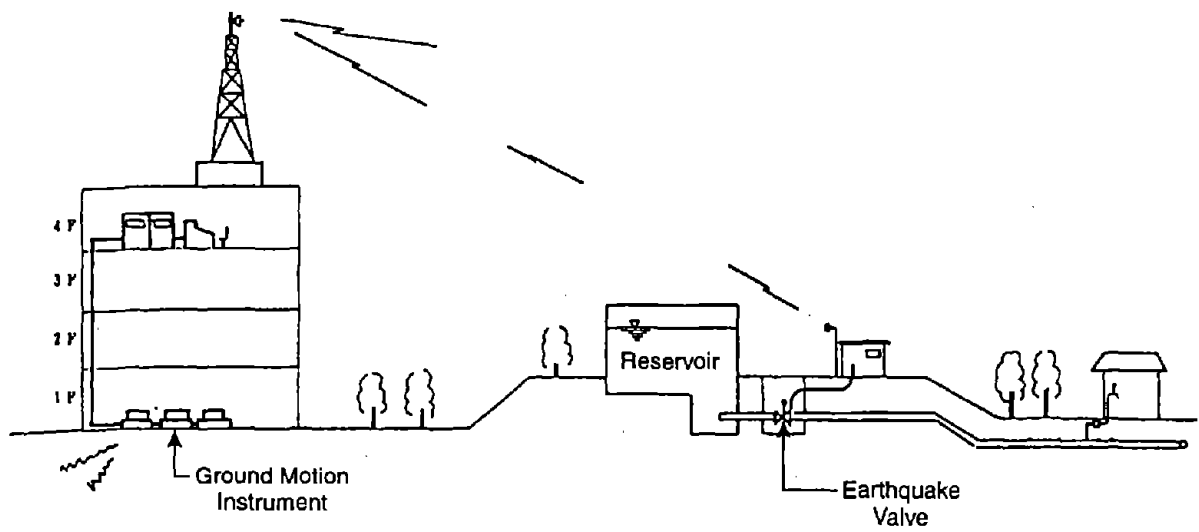 4 F
3 F
2 F
1 F
Reservoir
Ground Motion
Instrument
Earthquake
Valve